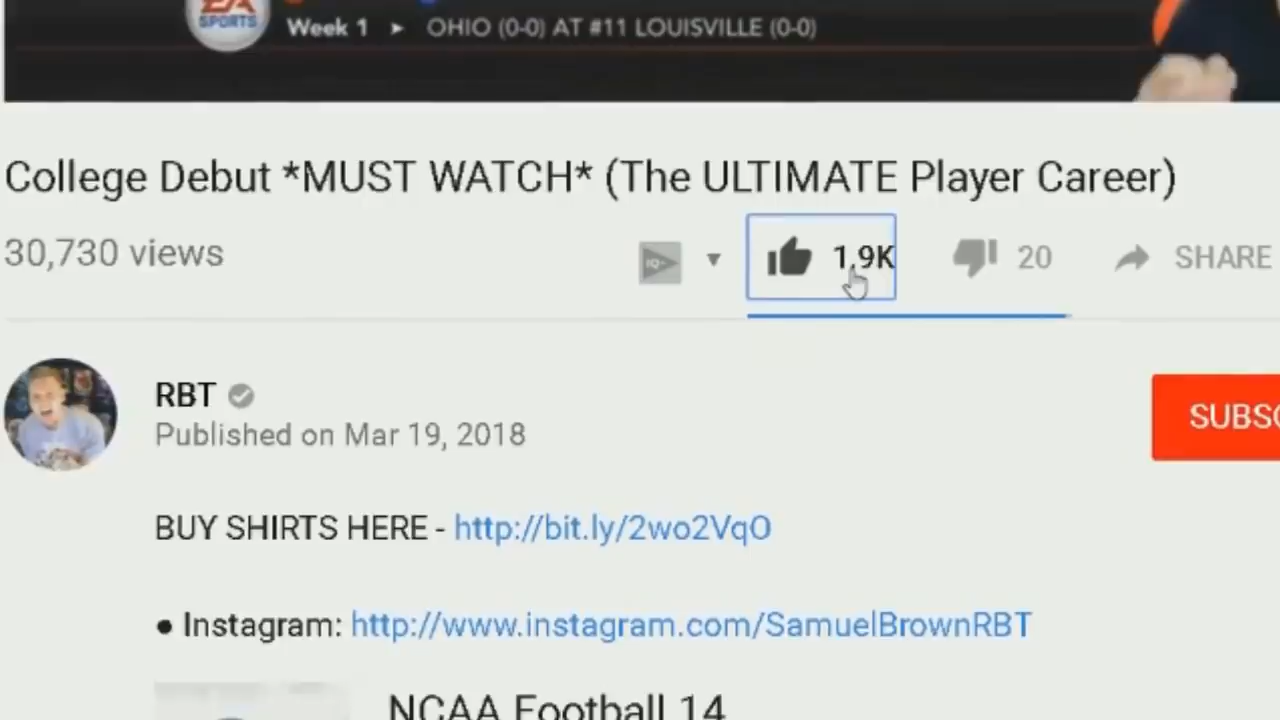 EA
SPORTS
Week 1 ► OHIO (0-0) AT #11 LOUISVILLE (0-0)
College Debut *MUST WATCH* (The ULTIMATE Player Career)
30,730 views
IQ
1.9K
20
SHARE
RBT
Published on Mar 19, 2018
SUBSC
BUY SHIRTS HERE - http://bit.ly/2wo2VqO
● Instagram: http://www.instagram.com/SamuelBrownRBT
NCAA Football 14